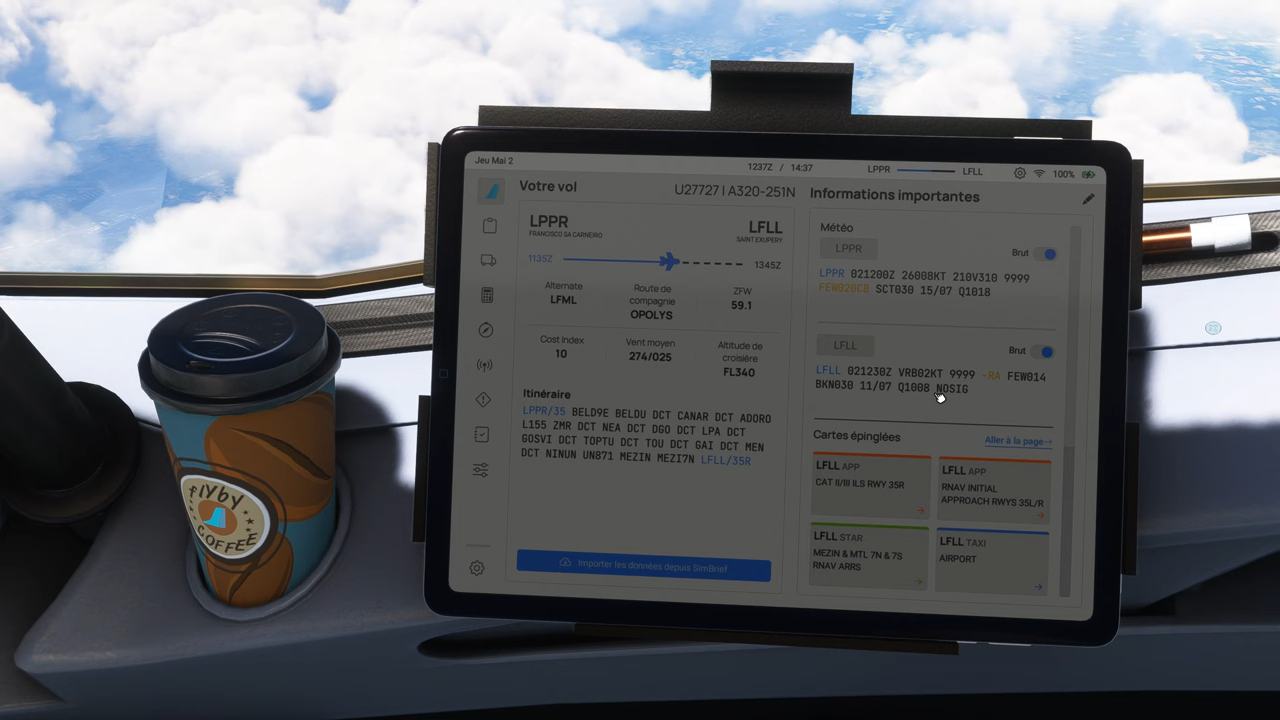 Jeu Mai 2
1237Z / 14:37
LPPR LFLL
100%
Votre vol
U27727 | A320-251N
LPPR
FRANCISCO SA CARNEIRO
LFLL
SAINT EXUPERY
1135Z
1345Z
Alternate
LFML
Route de
compagnie
OPOLYS
ZFW
59.1
Cost Index
10
Vent moyen
274/025
Altitude de
croisière
FL340
Itinéraire
LPPR/35 BELD9E BELDU DCT CANAR DCT ADORO
L155 ZMR DCT NEA DCT DGO DCT LPA DCT
GOSVI DCT TOPTU DCT TOU DCT GAI DCT MEN
DCT NINUN UN871 MEZIN MEZI7N LFLL/35R
Importer les données depuis SimBrief
Informations importantes
Météo
LPPR
Brut
LPPR 021200Z 26008KT 210V310 9999
FEW020CB SCT030 15/07 Q1018
LFLL
Brut
LFLL 021230Z VRB02KT 9999 -RA FEW014
BKN030 11/07 Q1008 NOSIG
Cartes épinglées
Aller à la page→
LFLL APP
CAT II/III ILS RWY 35R
LFLL APP
RNAV INITIAL
APPROACH RWYS 35L/R
LFLL STAR
MEZIN & MTL 7N & 7S
RNAV ARRS
LFLL TAXI
AIRPORT
flyby
COFFEE